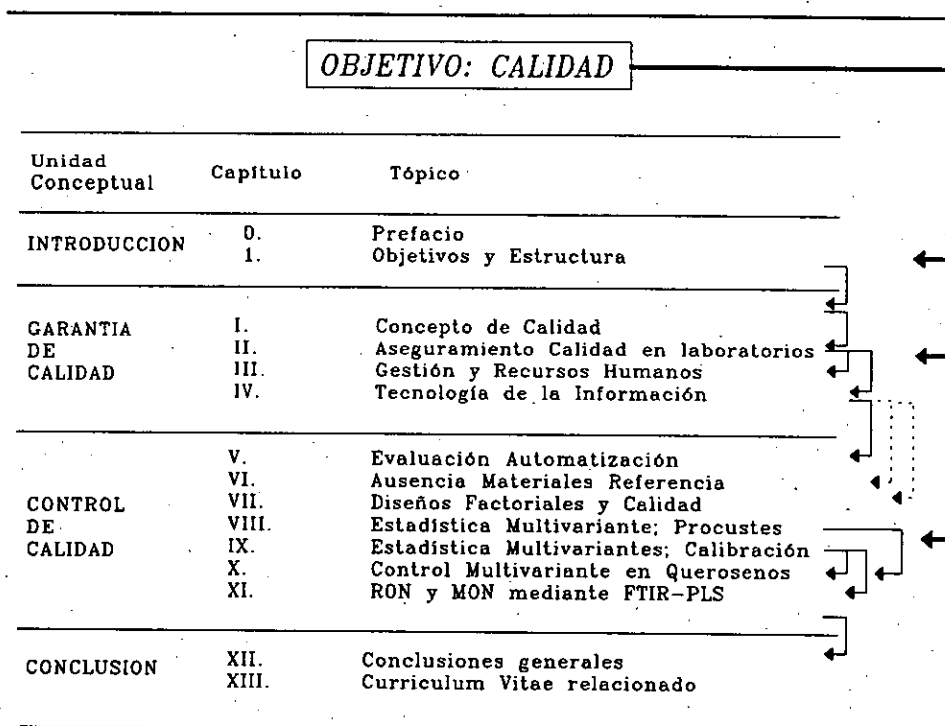 OBJETIVO: CALIDAD
Unidad Conceptual Capítulo Tópico
INTRODUCCION 0. Prefacio
1. Objetivos y Estructura
GARANTIA I. Concepto de Calidad
DE II. Aseguramiento Calidad en laboratorios
CALIDAD III. Gestión y Recursos Humanos
IV. Tecnología de la Información
V. Evaluación Automatización
VI. Ausencia Materiales Referencia
CONTROL VII. Diseños Factoriales y Calidad
DE VIII. Estadística Multivariante; Procustes
CALIDAD IX. Estadística Multivariantes; Calibración
X. Control Multivariante en Querosenos
XI. RON y MON mediante FTIR-PLS
CONCLUSION XII. Conclusiones generales
XIII. Curriculum Vitae relacionado